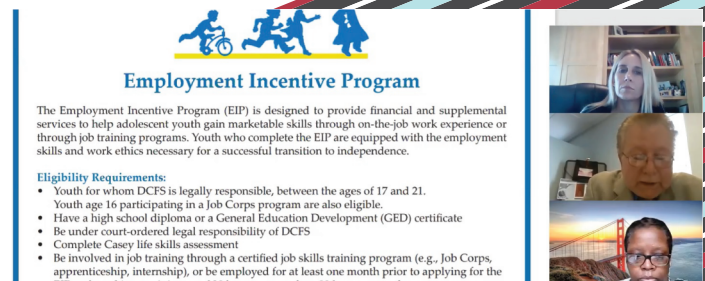 Employment Incentive Program
The Employment Incentive Program (EIP) is designed to provide financial and supplemental
services to help adolescent youth gain marketable skills through on-the-job work experience or
through job training programs. Youth who complete the EIP are equipped with the employment
skills and work ethics necessary for a successful transition to independence.
Eligibility Requirements:
• Youth for whom DCFS is legally responsible, between the ages of 17 and 21.
Youth age 16 participating in a Job Corps program are also eligible.
• Have a high school diploma or a General Education Development (GED) certificate
• Be under court-ordered legal responsibility of DCFS
• Complete Casey life skills assessment
• Be involved in job training through a certified job skills training program (e.g., Job Corps,
apprenticeship, internship), or be employed for at least one month prior to applying for the